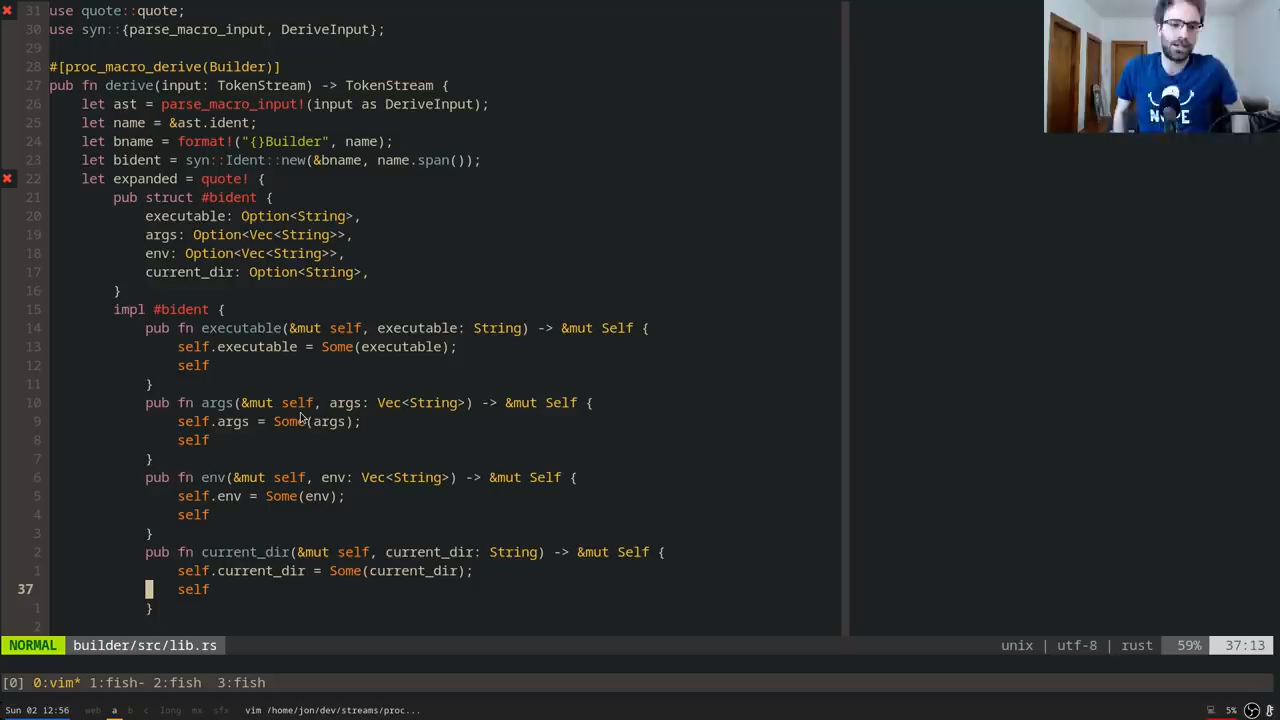 31 use quote::quote;
30 use syn::{parse_macro_input, DeriveInput};
29
28 #[proc_macro_derive(Builder)]
27 pub fn derive(input: TokenStream) -> TokenStream {
26     let ast = parse_macro_input!(input as DeriveInput);
25     let name = &ast.ident;
24     let bname = format!("{}Builder", name);
23     let bident = syn::Ident::new(&bname, name.span());
22     let expanded = quote! {
21         pub struct #bident {
20             executable: Option<String>,
19             args: Option<Vec<String>>,
18             env: Option<Vec<String>>,
17             current_dir: Option<String>,
16         }
15         impl #bident {
14             pub fn executable(&mut self, executable: String) -> &mut Self {
13                 self.executable = Some(executable);
12                 self
11             }
10             pub fn args(&mut self, args: Vec<String>) -> &mut Self {
9                 self.args = Some(args);
8                 self
7             }
6             pub fn env(&mut self, env: Vec<String>) -> &mut Self {
5                 self.env = Some(env);
4                 self
3             }
2             pub fn current_dir(&mut self, current_dir: String) -> &mut Self {
1                 self.current_dir = Some(current_dir);
37                 self
1             }
2
NORMAL builder/src/lib.rs unix | utf-8 | rust 59% 37:13
[0] 0:vim* 1:fish- 2:fish  3:fish
Sun 02 12:56 web a b c long mx sfx vim /home/jon/dev/streams/proc... 5%